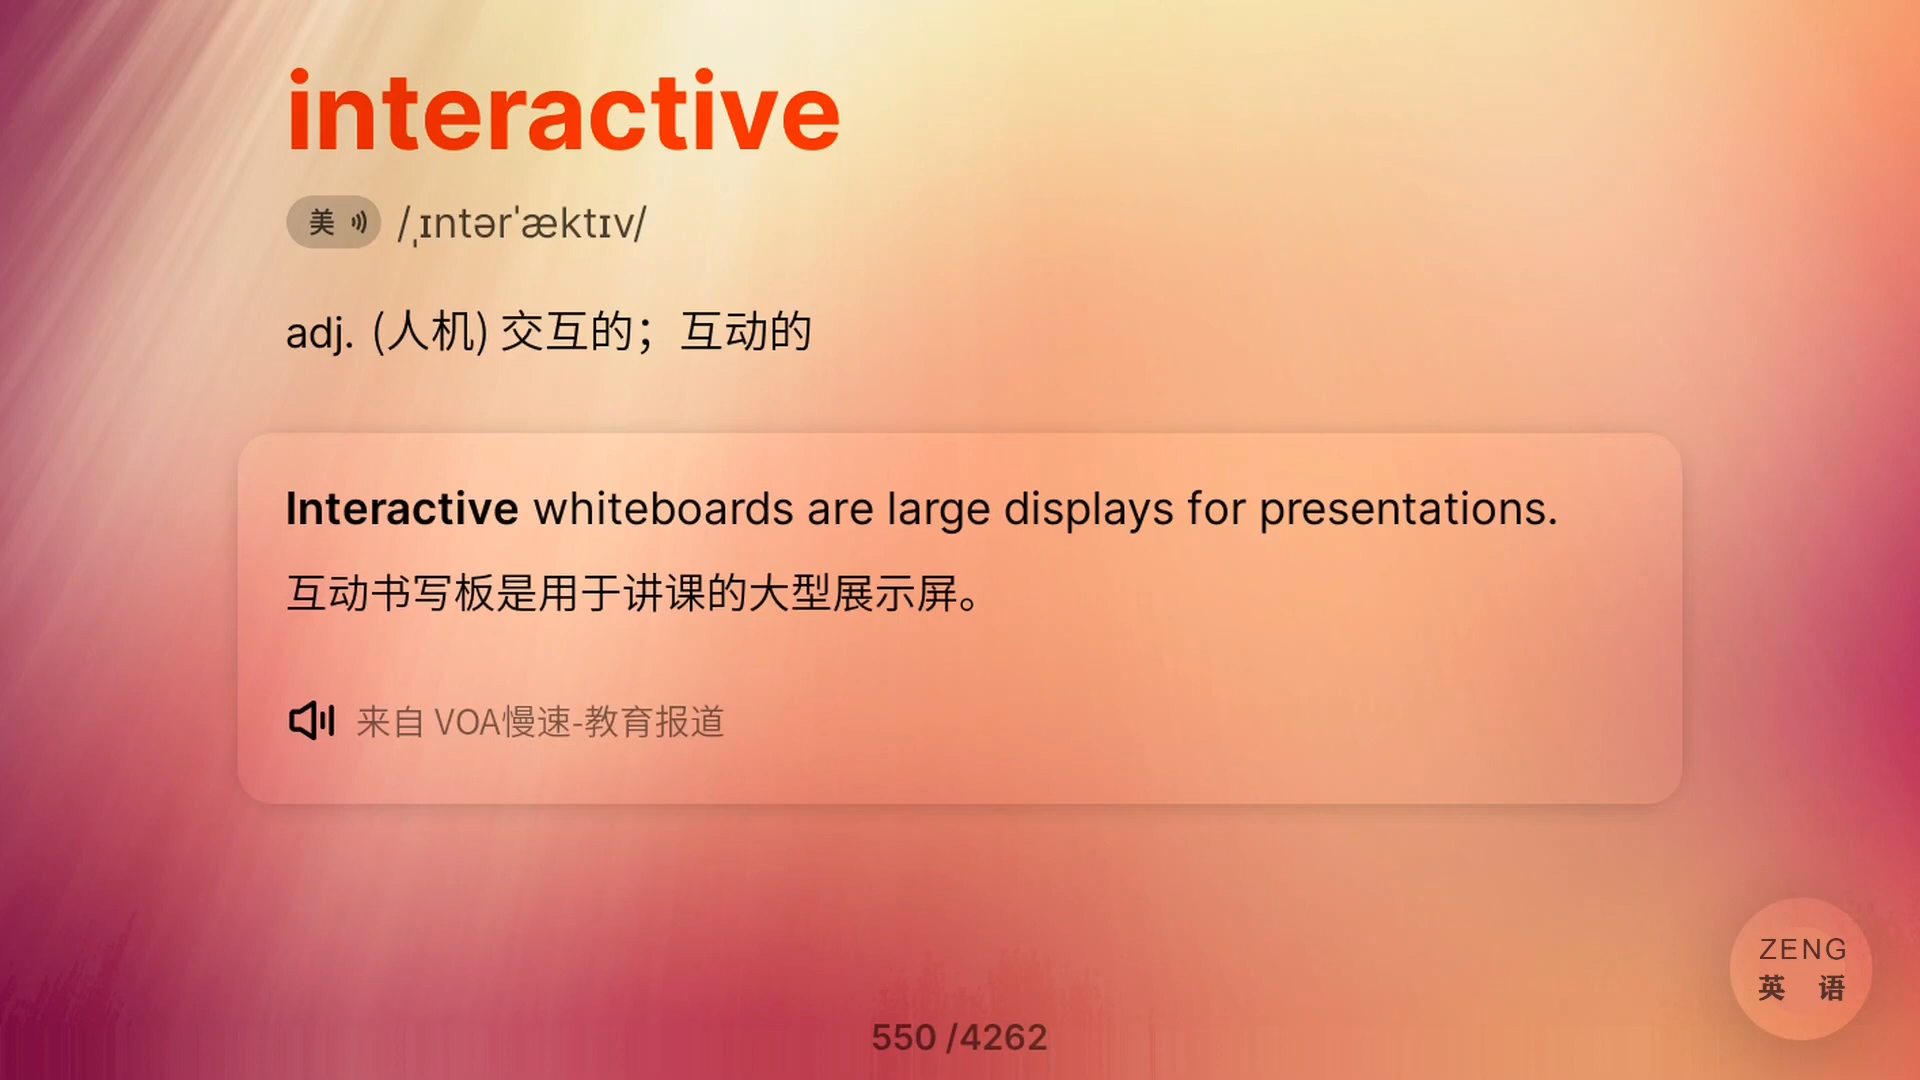 interactive
美 /ˌɪntərˈæktɪv/
adj. (人机) 交互的；互动的
Interactive whiteboards are large displays for presentations.
互动书写板是用于讲课的大型展示屏。
来自 VOA慢速-教育报道
ZENG
英 语
550 /4262